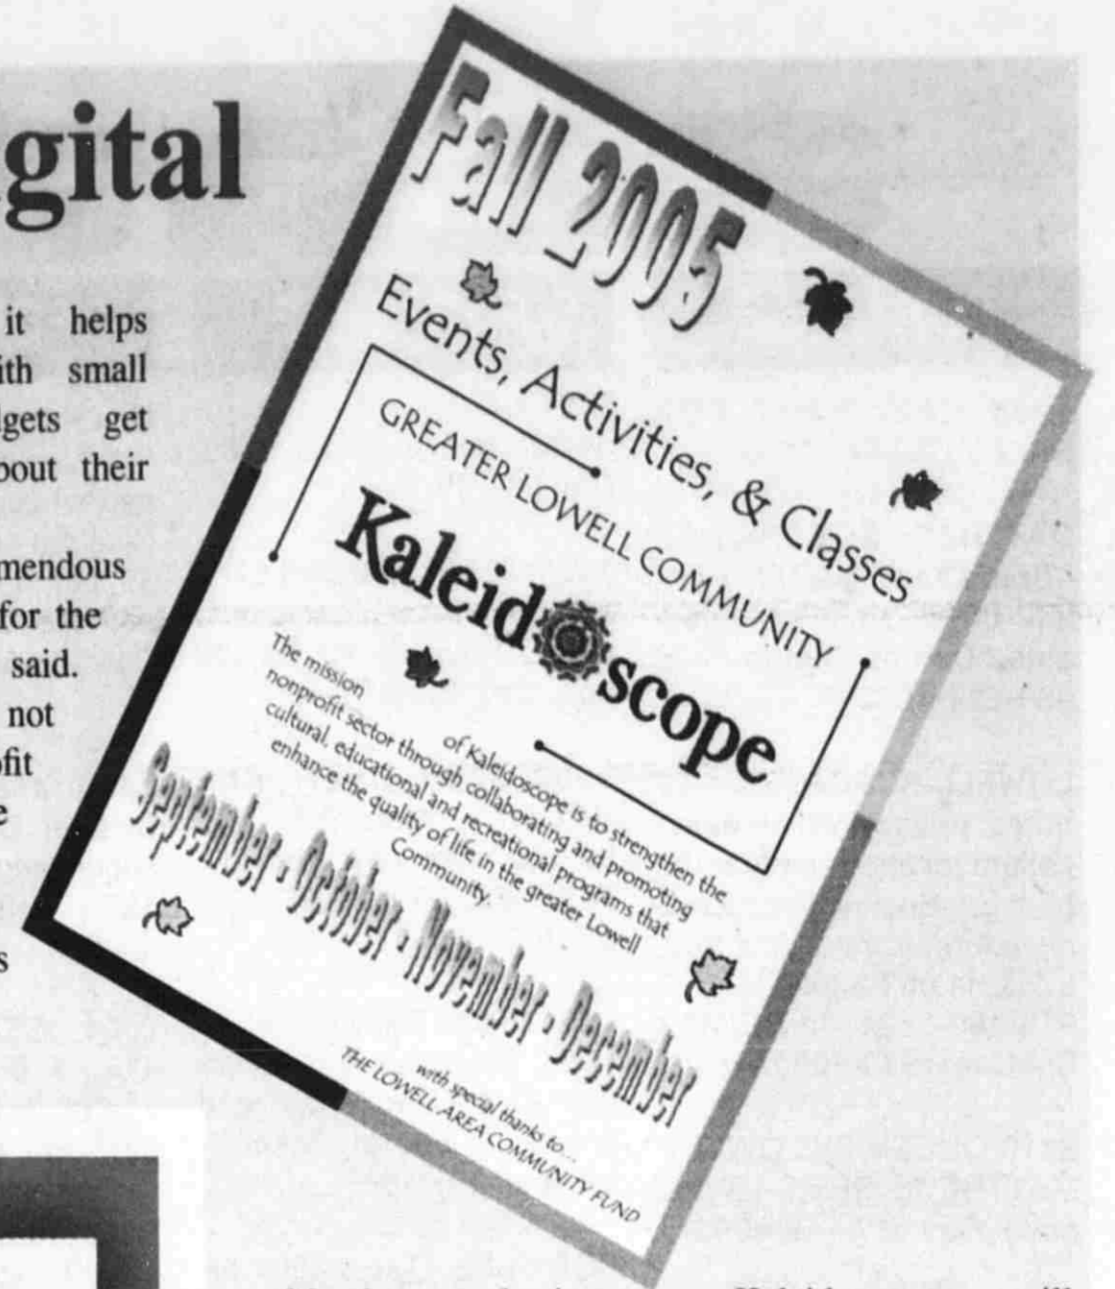 gital
it helps
ith small
gets get
bout their
mendous
for the
said.
not
ofit
e
s
Fall 2005
Events, Activities, & Classes
GREATER LOWELL COMMUNITY
Kaleidoscope
The mission
of Kaleidoscope is to strengthen the
nonprofit sector through collaborating and promoting
cultural, educational and recreational programs that
enhance the quality of life in the greater Lowell
Community.
September - October - November - December
with special thanks to...
THE LOWELL AREA COMMUNITY FUND